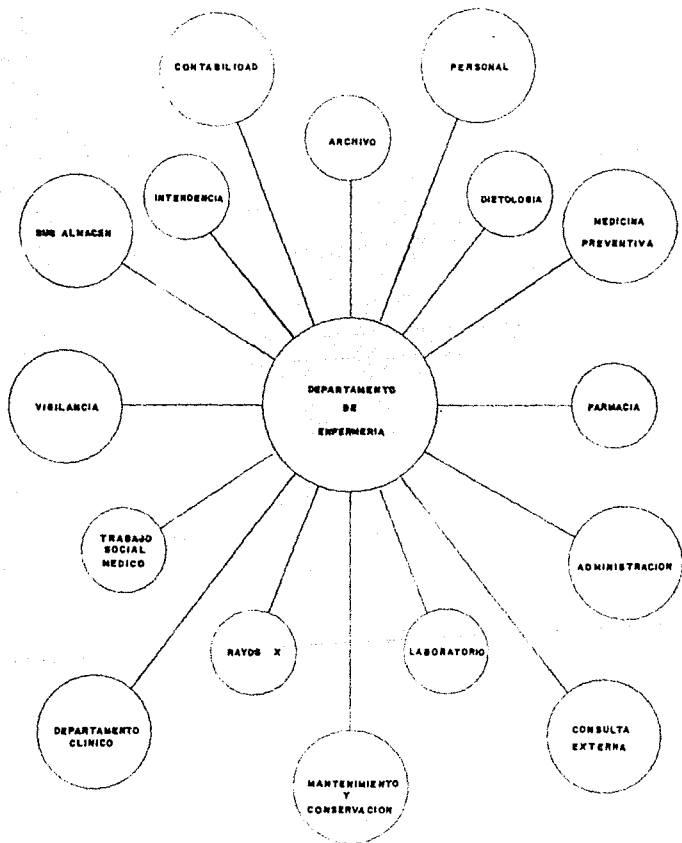 CONTABILIDAD
PERSONAL
ARCHIVO
INTENDENCIA
DIETOLOGIA
SUB ALMACEN
MEDICINA
PREVENTIVA
DEPARTAMENTO
DE
ENFERMERIA
VIGILANCIA
FARMACIA
TRABAJO
SOCIAL
MEDICO
ADMINISTRACION
RAYOS X
LABORATORIO
DEPARTAMENTO
CLINICO
CONSULTA
EXTERNA
MANTENIMIENTO
Y
CONSERVACION